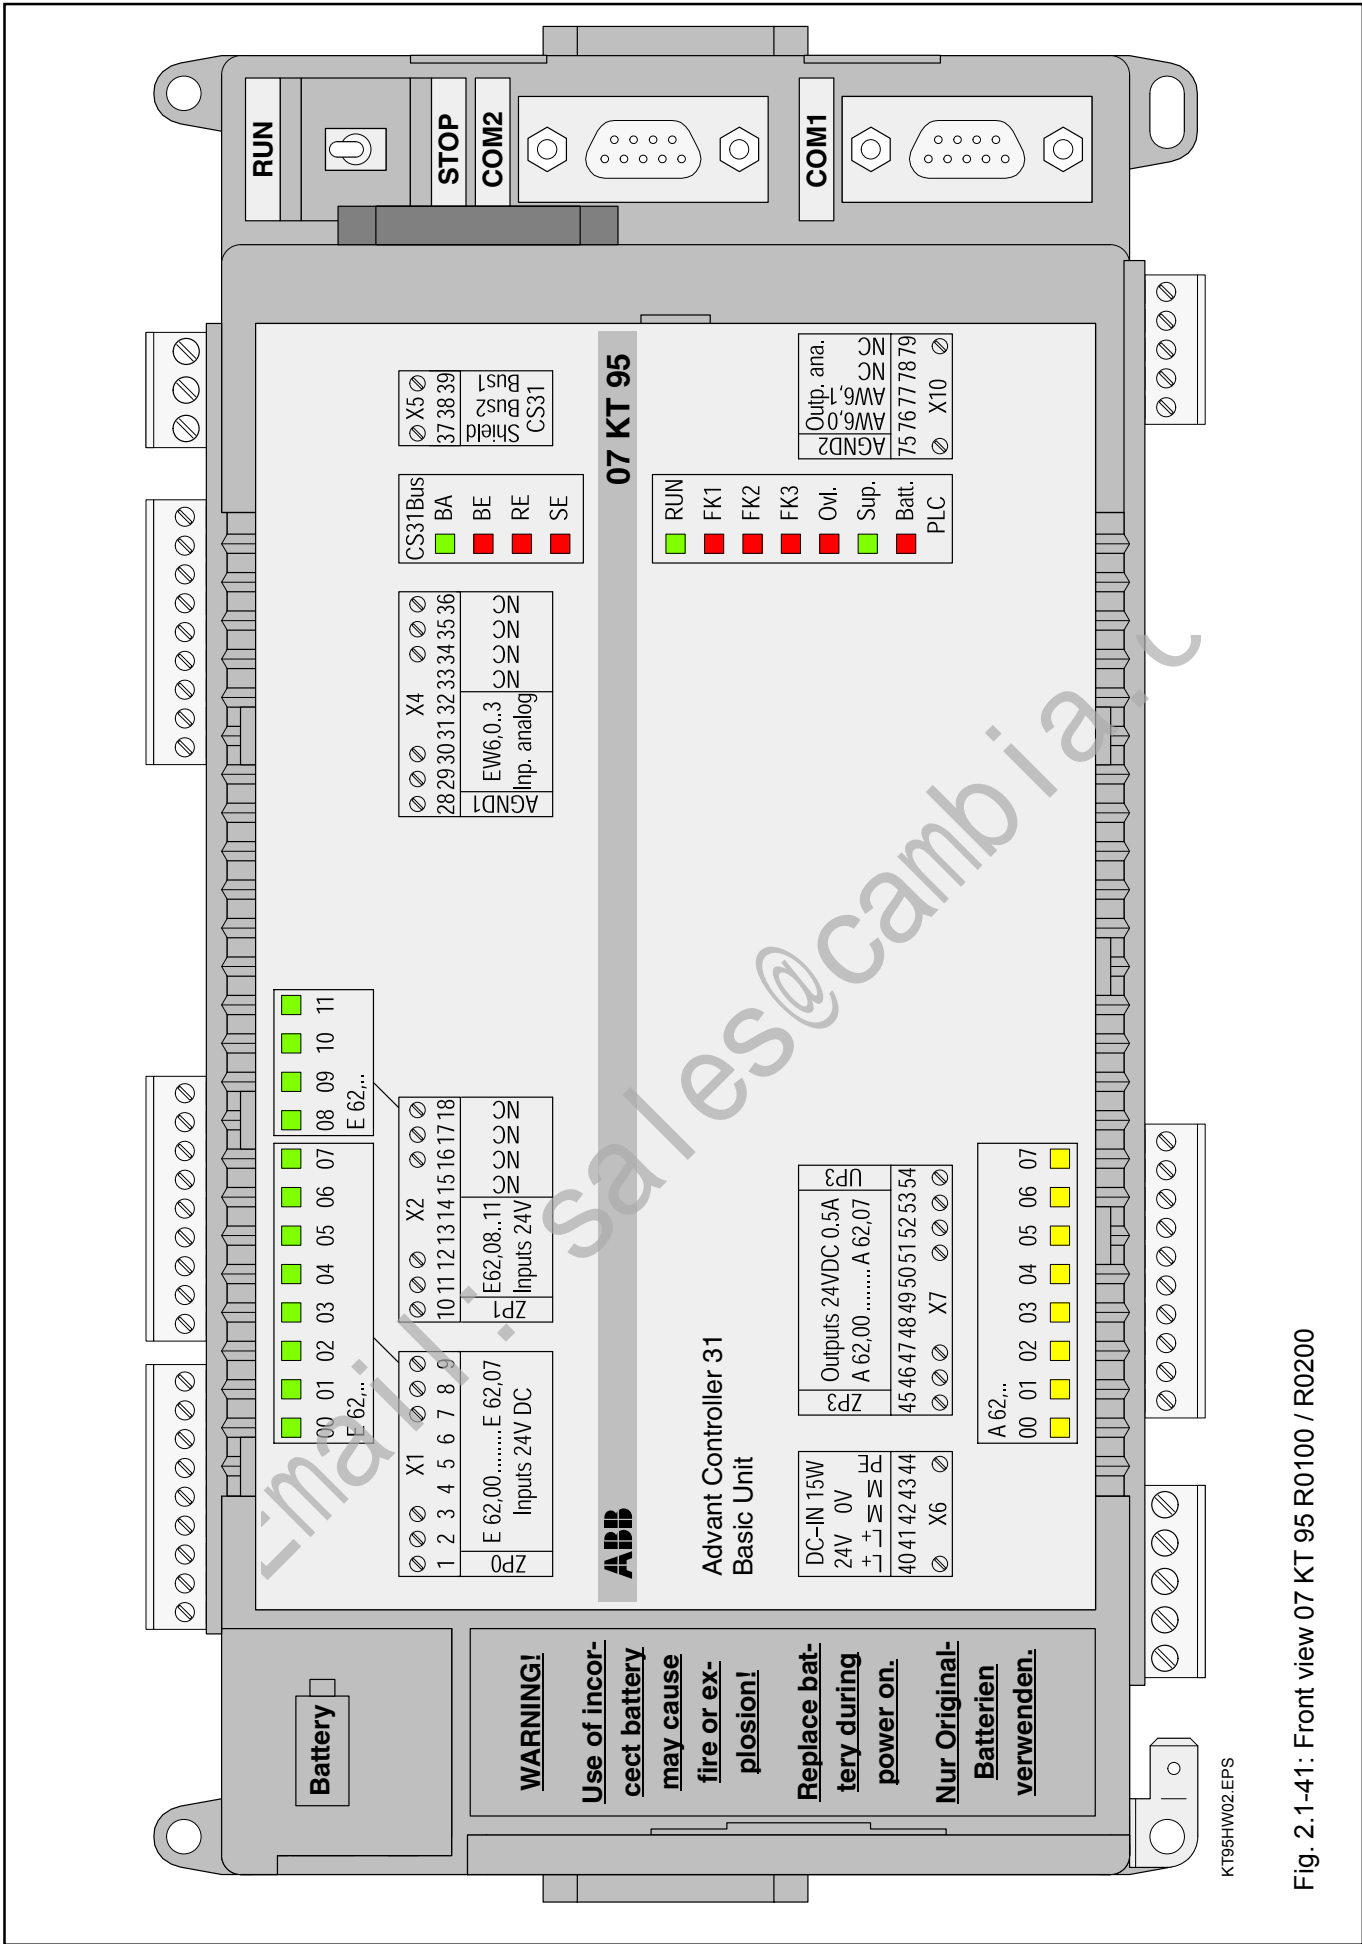 Battery
WARNING!
Use of incor-
cect battery
may cause
fire or ex-
plosion!
Replace bat-
tery during
power on.
Nur Original-
Batterien
verwenden.
00 01 02 03 04 05 06 07
E 62,..
08 09 10 11
E 62,..
X1
1 2 3 4 5 6 7 8 9
ZP0
E 62,00 ........ E 62,07
Inputs 24V DC
X2
10 11 12 13 14 15 16 17 18
ZP1
E62,08..11
Inputs 24V
NC NC NC NC
X4
28 29 30 31 32 33 34 35 36
AGND1
EW6,0..3
Inp. analog
NC NC NC NC
CS31Bus
BA
BE
RE
SE
X5
37 38 39
Shield Bus2 Bus1
CS31
ABB
07 KT 95
Advant Controller 31
Basic Unit
DC–IN 15W
24V 0V
L+ L+ M M PE
40 41 42 43 44
X6
ZP3
Outputs 24VDC 0.5A
A 62,00 ........ A 62,07
UP3
45 46 47 48 49 50 51 52 53 54
X7
A 62,..
00 01 02 03 04 05 06 07
RUN
FK1
FK2
FK3
Ovl.
Sup.
Batt.
PLC
Outp. ana.
AGND2 AW6,0 AW6,1 NC NC
75 76 77 78 79
X10
RUN
STOP
COM2
COM1
Email: sales@cambia.c
KT95HW02.EPS
Fig. 2.1-41: Front view 07 KT 95 R0100 / R0200